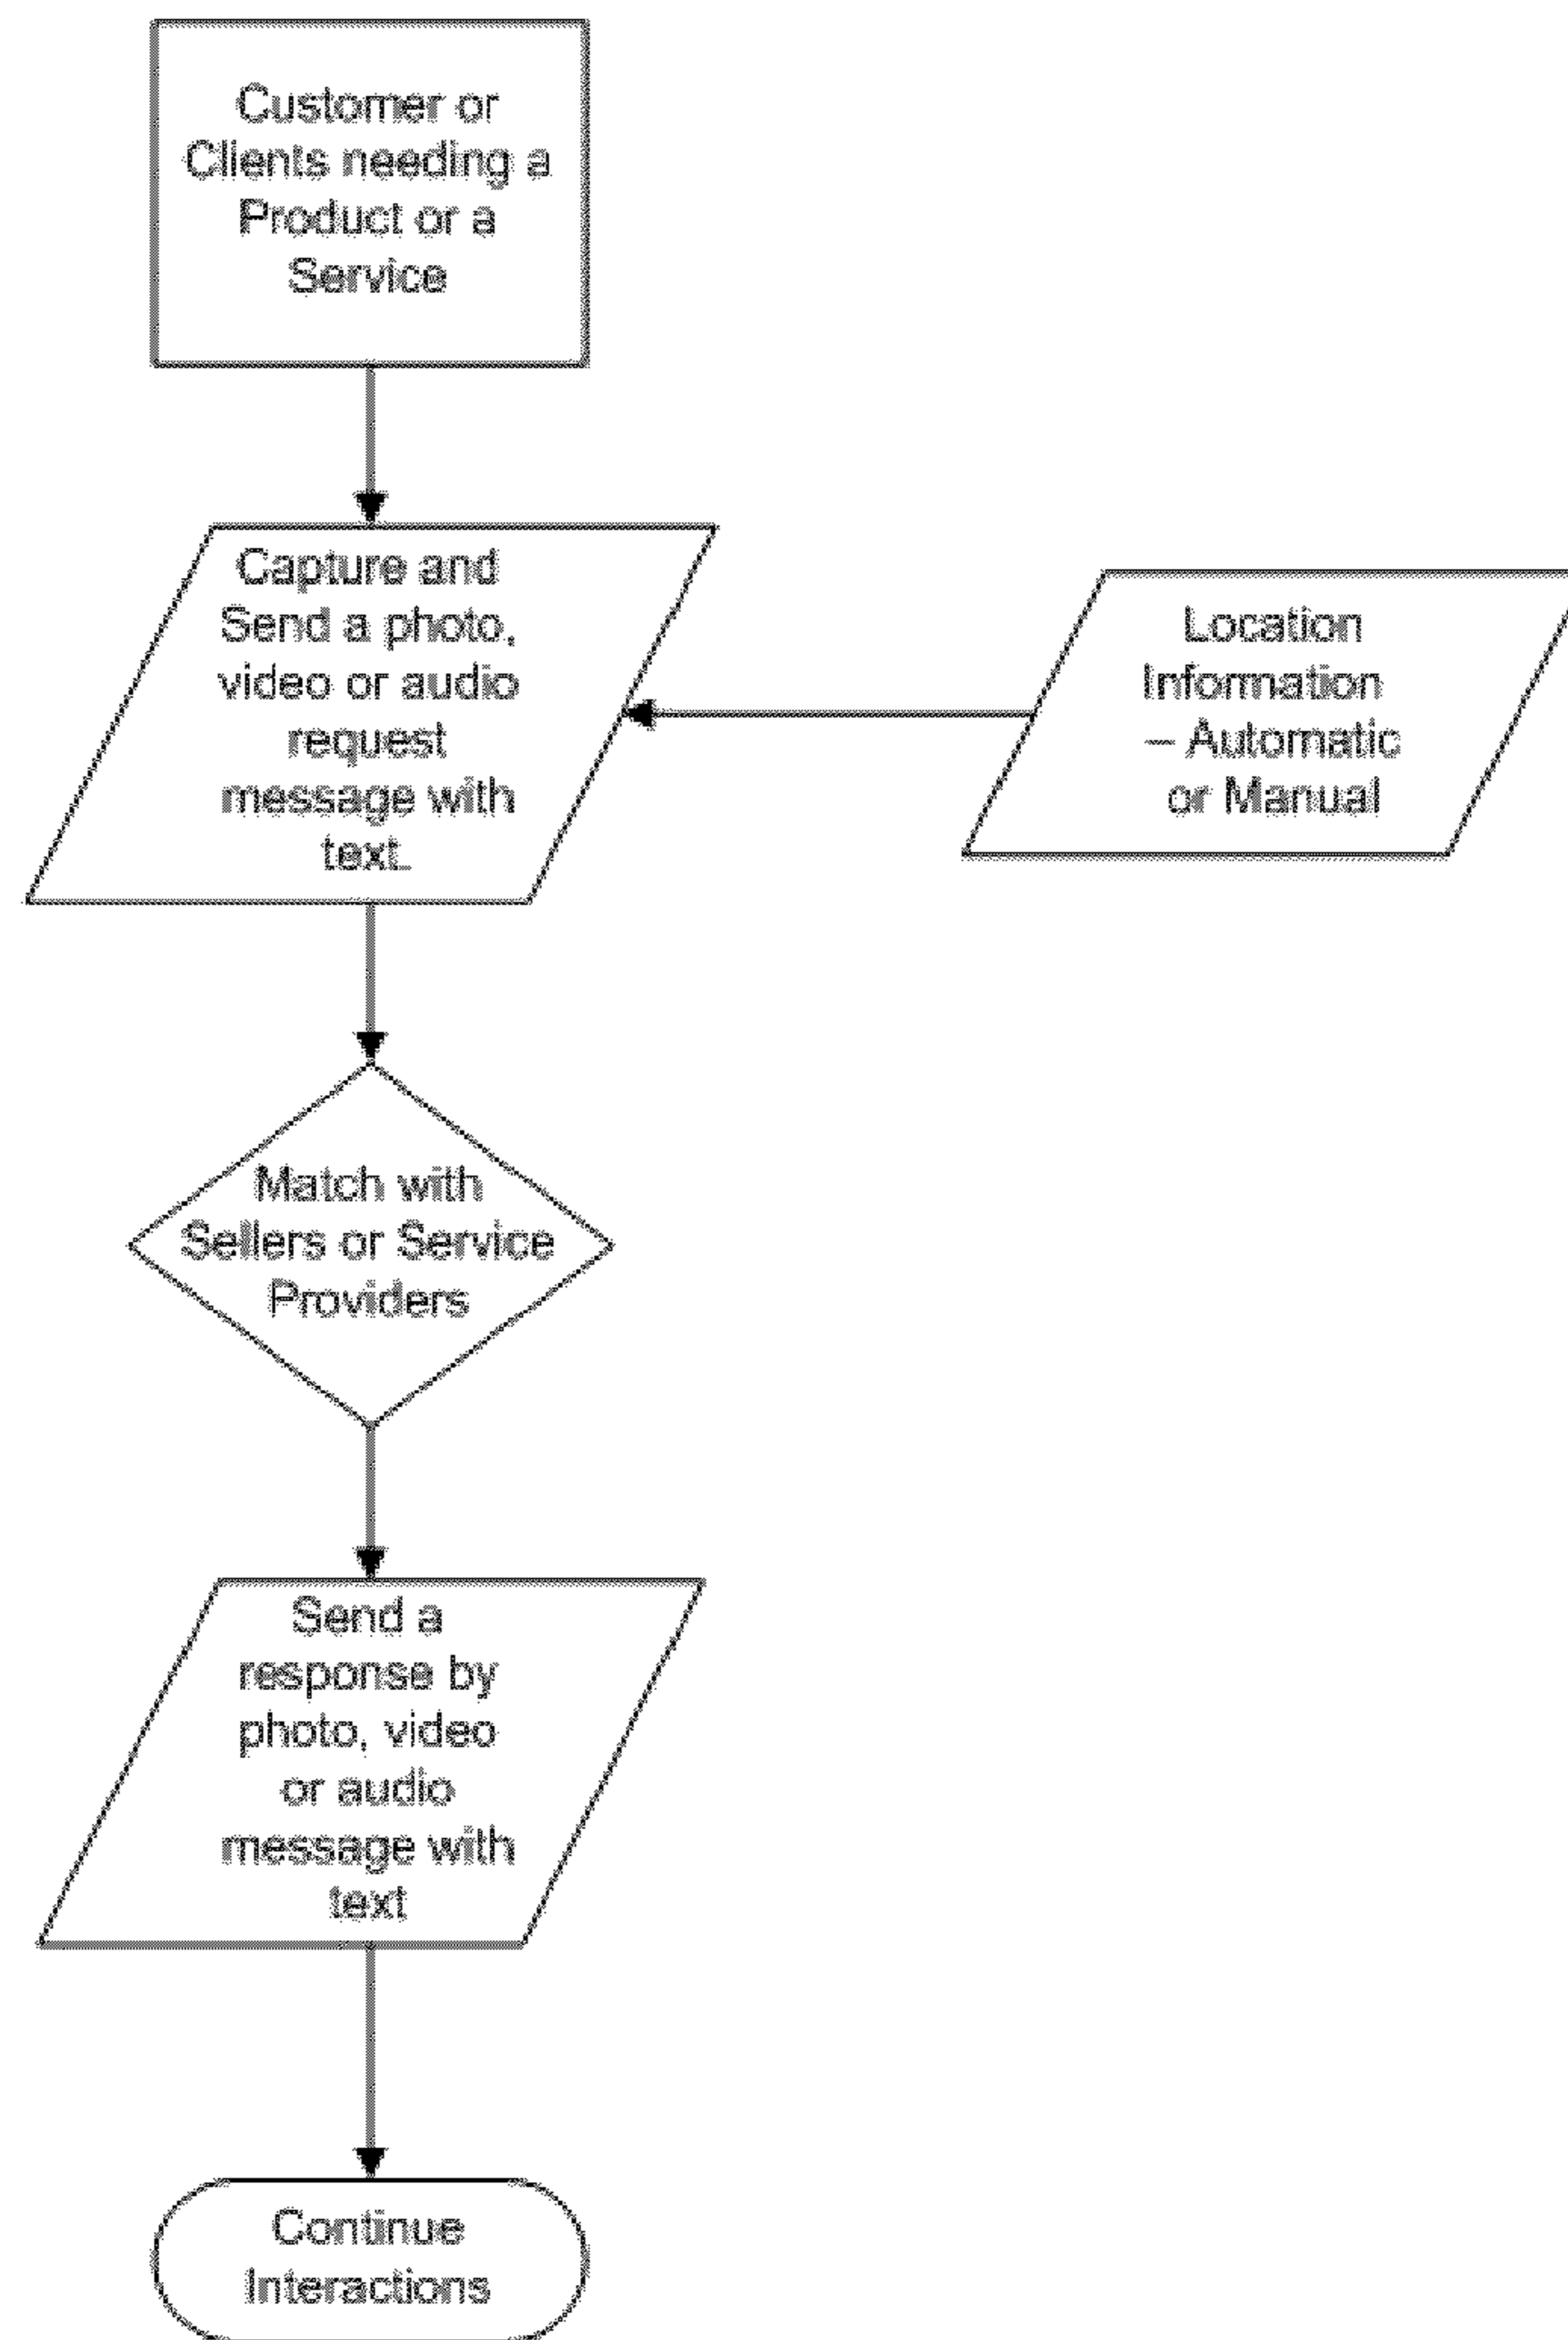 Customer or
Clients needing a
Product or a
Service
Capture and
Send a photo,
video or audio
request
message with
text.
Location
Information
– Automatic
or Manual
Match with
Sellers or Service
Providers
Send a
response by
photo, video
or audio
message with
text
Continue
Interactions